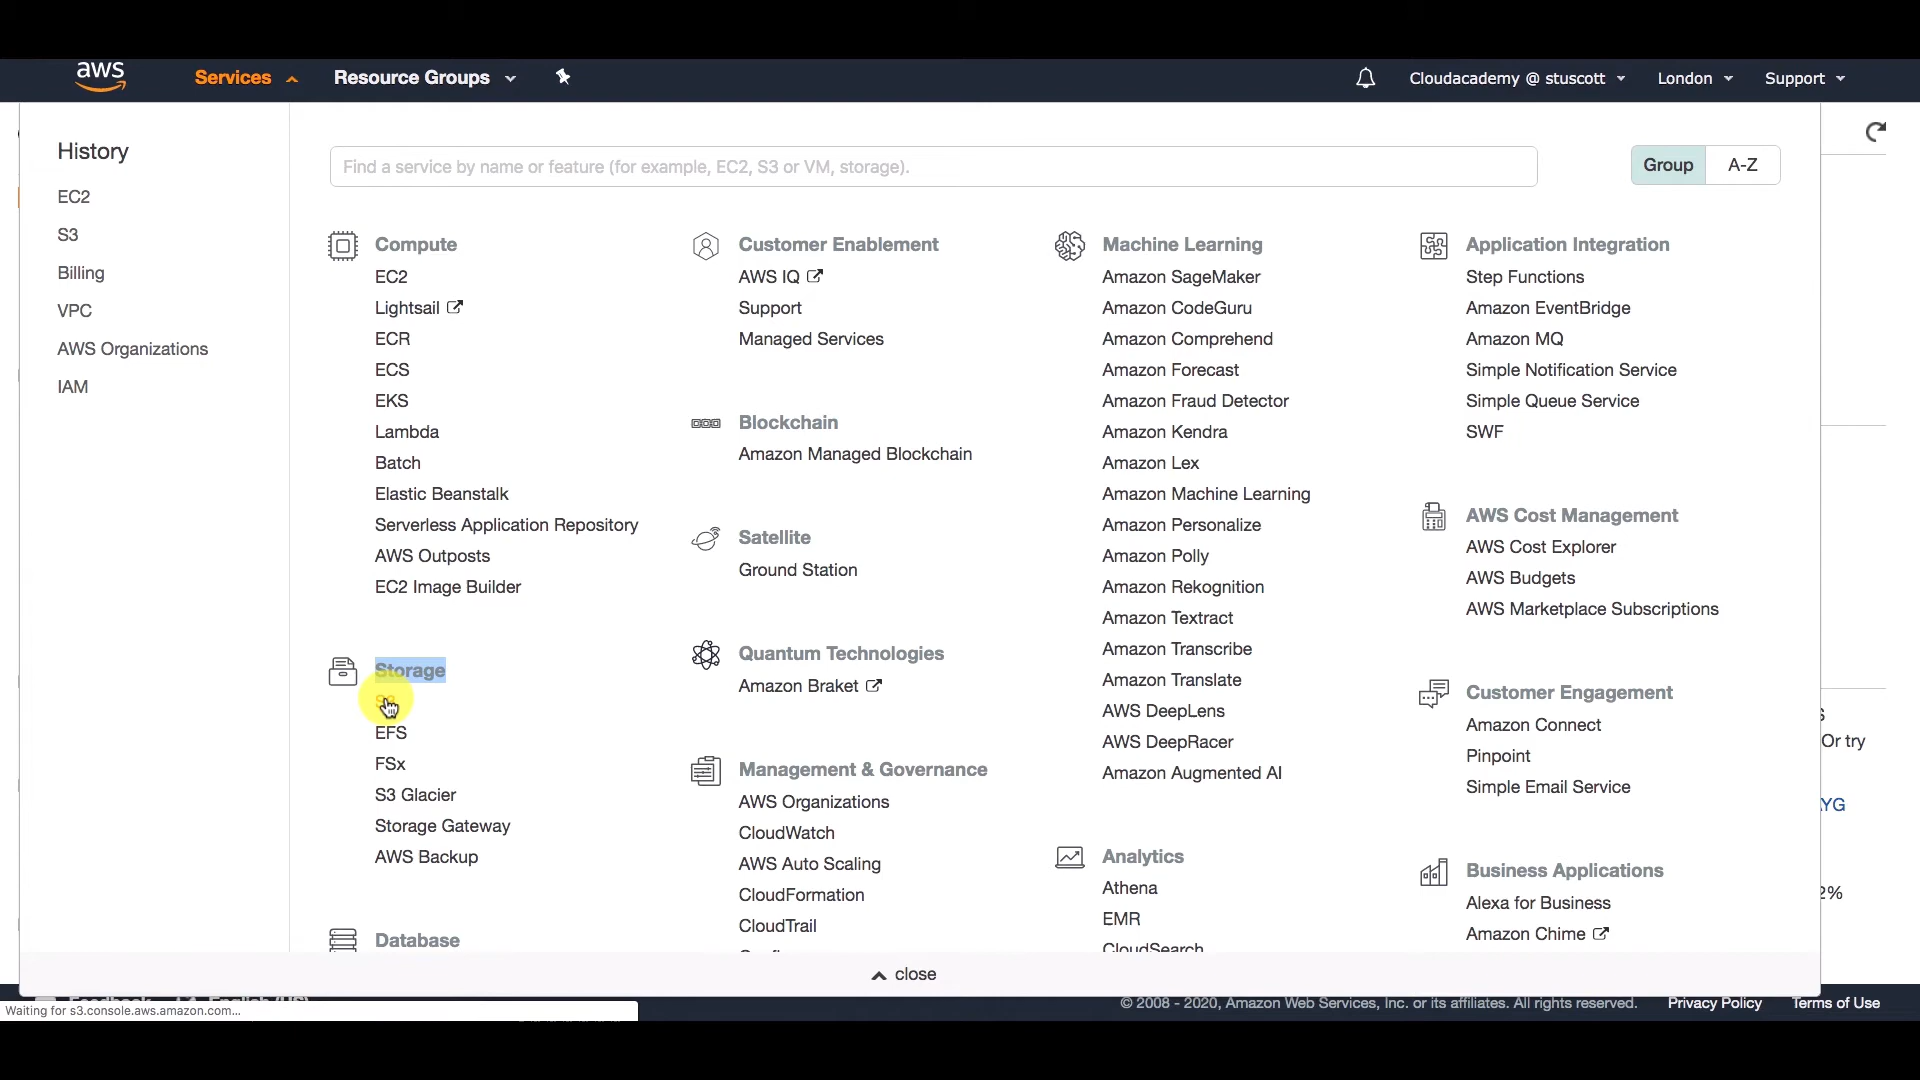 aws
Services
Resource Groups
Cloudacademy @ stuscott
London
Support
History
EC2
S3
Billing
VPC
AWS Organizations
IAM
Find a service by name or feature (for example, EC2, S3 or VM, storage).
Group
A-Z
Compute
EC2
Lightsail
ECR
ECS
EKS
Lambda
Batch
Elastic Beanstalk
Serverless Application Repository
AWS Outposts
EC2 Image Builder
Storage
EFS
FSx
S3 Glacier
Storage Gateway
AWS Backup
Database
Customer Enablement
AWS IQ
Support
Managed Services
Blockchain
Amazon Managed Blockchain
Satellite
Ground Station
Quantum Technologies
Amazon Braket
Management & Governance
AWS Organizations
CloudWatch
AWS Auto Scaling
CloudFormation
CloudTrail
Machine Learning
Amazon SageMaker
Amazon CodeGuru
Amazon Comprehend
Amazon Forecast
Amazon Fraud Detector
Amazon Kendra
Amazon Lex
Amazon Machine Learning
Amazon Personalize
Amazon Polly
Amazon Rekognition
Amazon Textract
Amazon Transcribe
Amazon Translate
AWS DeepLens
AWS DeepRacer
Amazon Augmented AI
Analytics
Athena
EMR
CloudSearch
Application Integration
Step Functions
Amazon EventBridge
Amazon MQ
Simple Notification Service
Simple Queue Service
SWF
AWS Cost Management
AWS Cost Explorer
AWS Budgets
AWS Marketplace Subscriptions
Customer Engagement
Amazon Connect
Pinpoint
Simple Email Service
Business Applications
Alexa for Business
Amazon Chime
Or try
YG
2%
close
Feedback
English (US)
Waiting for s3.console.aws.amazon.com...
© 2008 - 2020, Amazon Web Services, Inc. or its affiliates. All rights reserved.
Privacy Policy
Terms of Use